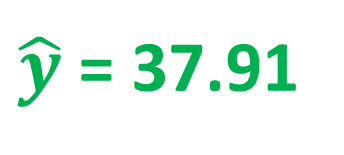 ŷ = 37.91